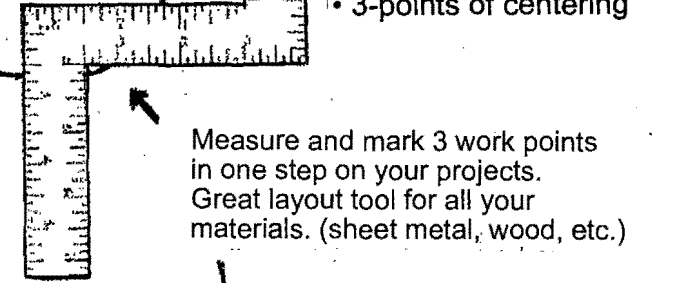 • 3-points of centering
Measure and mark 3 work points
in one step on your projects.
Great layout tool for all your
materials. (sheet metal, wood, etc.)